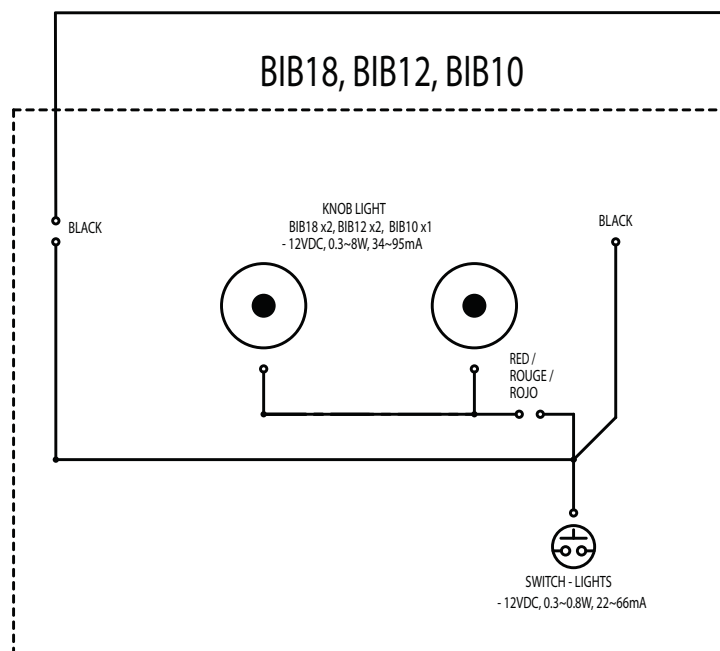 BIB18, BIB12, BIB10
KNOB LIGHT
BIB18 x2, BIB12 x2, BIB10 x1
- 12VDC, 0.3~8W, 34~95mA
BLACK
BLACK
RED /
ROUGE /
ROJO
SWITCH - LIGHTS
- 12VDC, 0.3~0.8W, 22~66mA